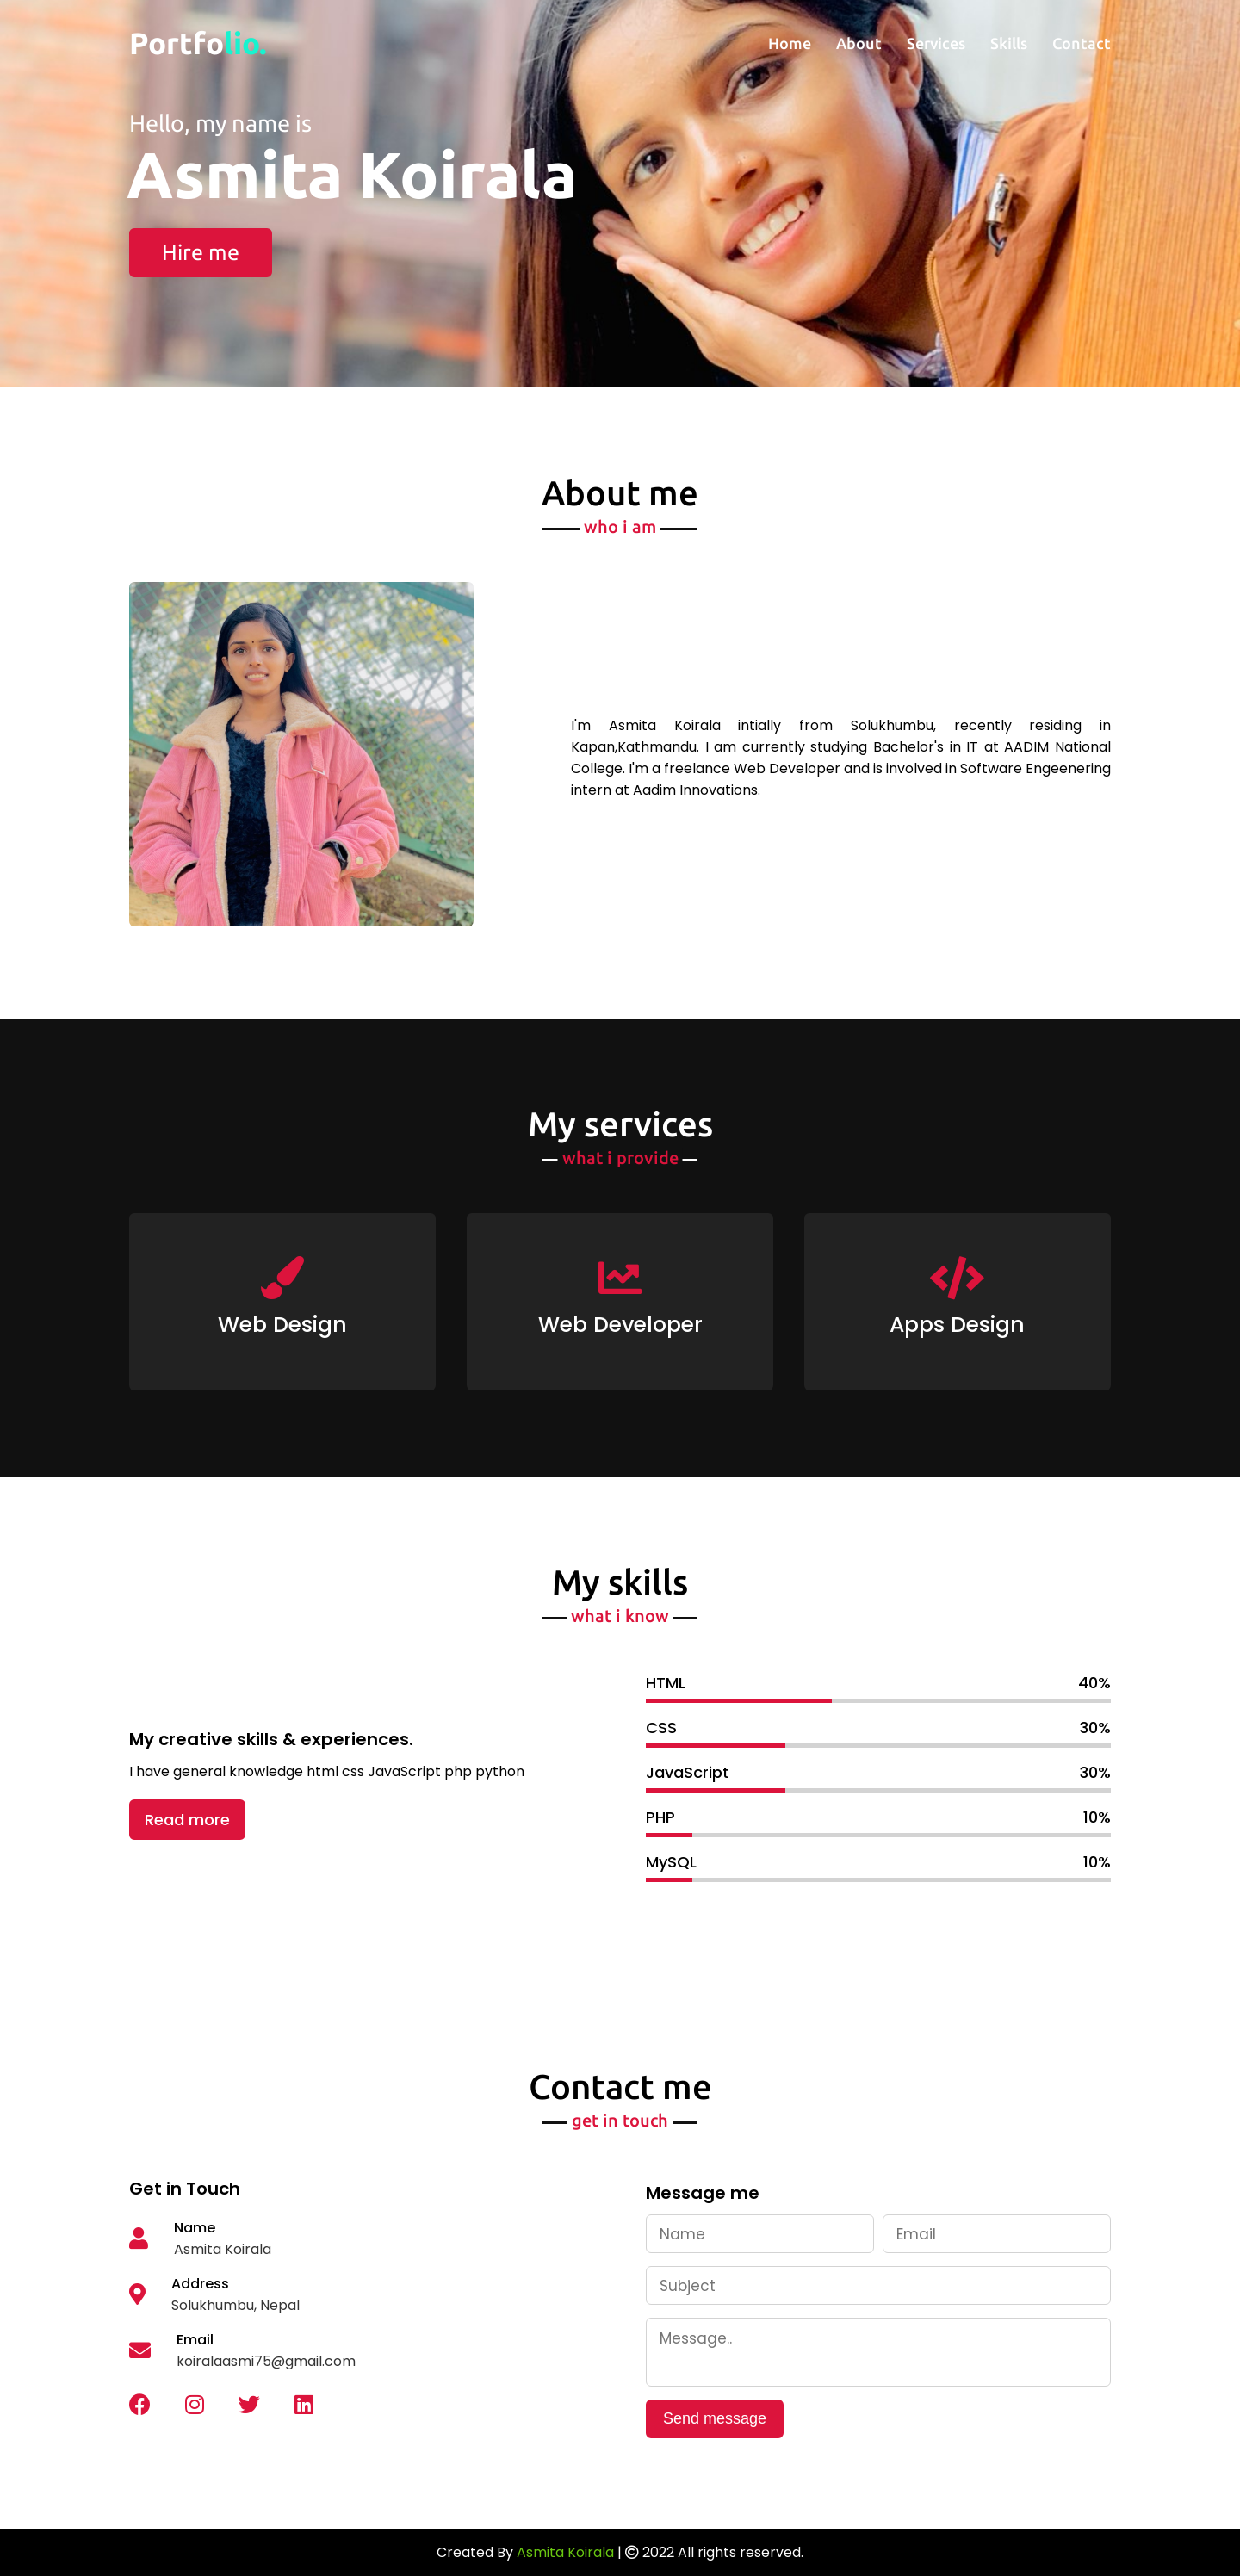 Portfolio.
Home About Services Skills Contact
Hello, my name is
Asmita Koirala
Hire me
About me
who i am
I'm Asmita Koirala intially from Solukhumbu, recently residing in
Kapan,Kathmandu. I am currently studying Bachelor's in IT at AADIM National
College. I'm a freelance Web Developer and is involved in Software Engeenering
intern at Aadim Innovations.
My services
what i provide
Web Design
Web Developer
Apps Design
My skills
what i know
My creative skills & experiences.
I have general knowledge html css JavaScript php python
Read more
HTML 40%
CSS 30%
JavaScript 30%
PHP 10%
MySQL 10%
Contact me
get in touch
Get in Touch
Name
Asmita Koirala
Address
Solukhumbu, Nepal
Email
koiralaasmi75@gmail.com
Message me
Name
Email
Subject
Message..
Send message
Created By Asmita Koirala | © 2022 All rights reserved.